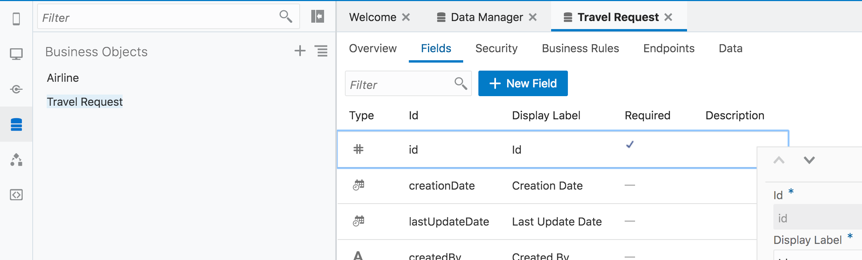 Filter
Business Objects
Airline
Travel Request
Welcome Data Manager Travel Request
Overview Fields Security Business Rules Endpoints Data
Filter + New Field
Type Id Display Label Required Description
# id Id
creationDate Creation Date
lastUpdateDate Last Update Date
A createdBy Created By
Id *
id
Display Label *